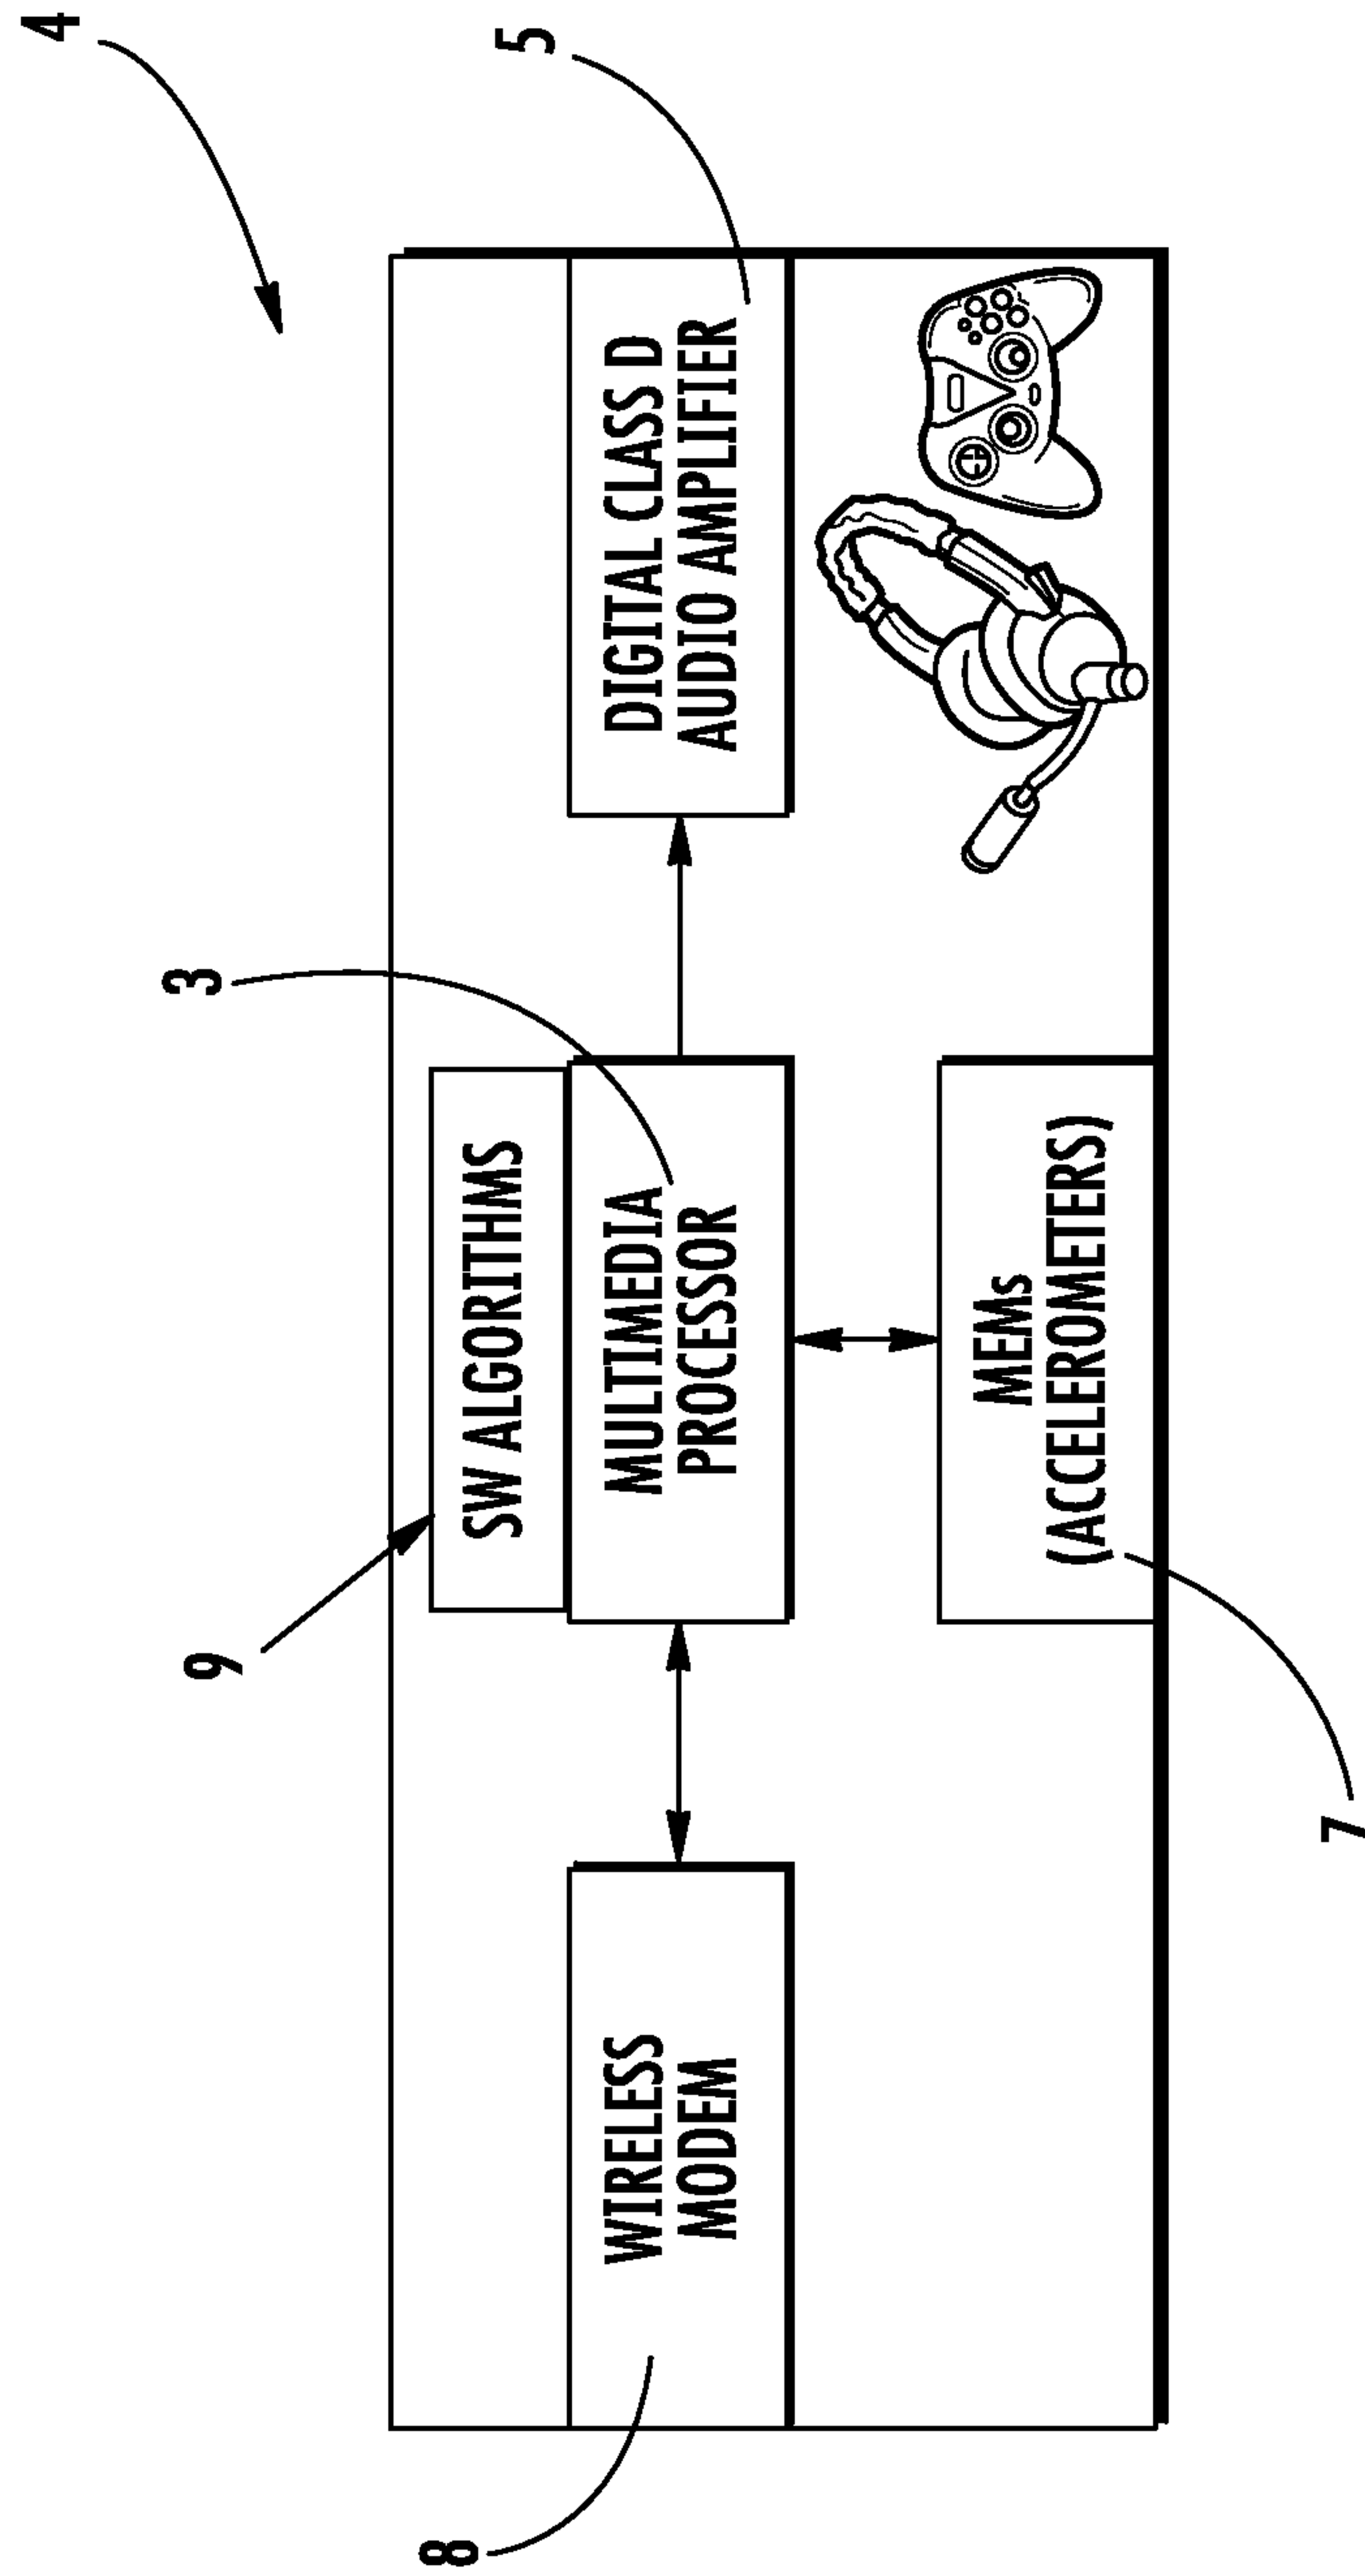 4
5
3
9
SW ALGORITHMS
WIRELESS
MODEM
MULTIMEDIA
PROCESSOR
DIGITAL CLASS D
AUDIO AMPLIFIER
8
MEMs
(ACCELEROMETERS)
7